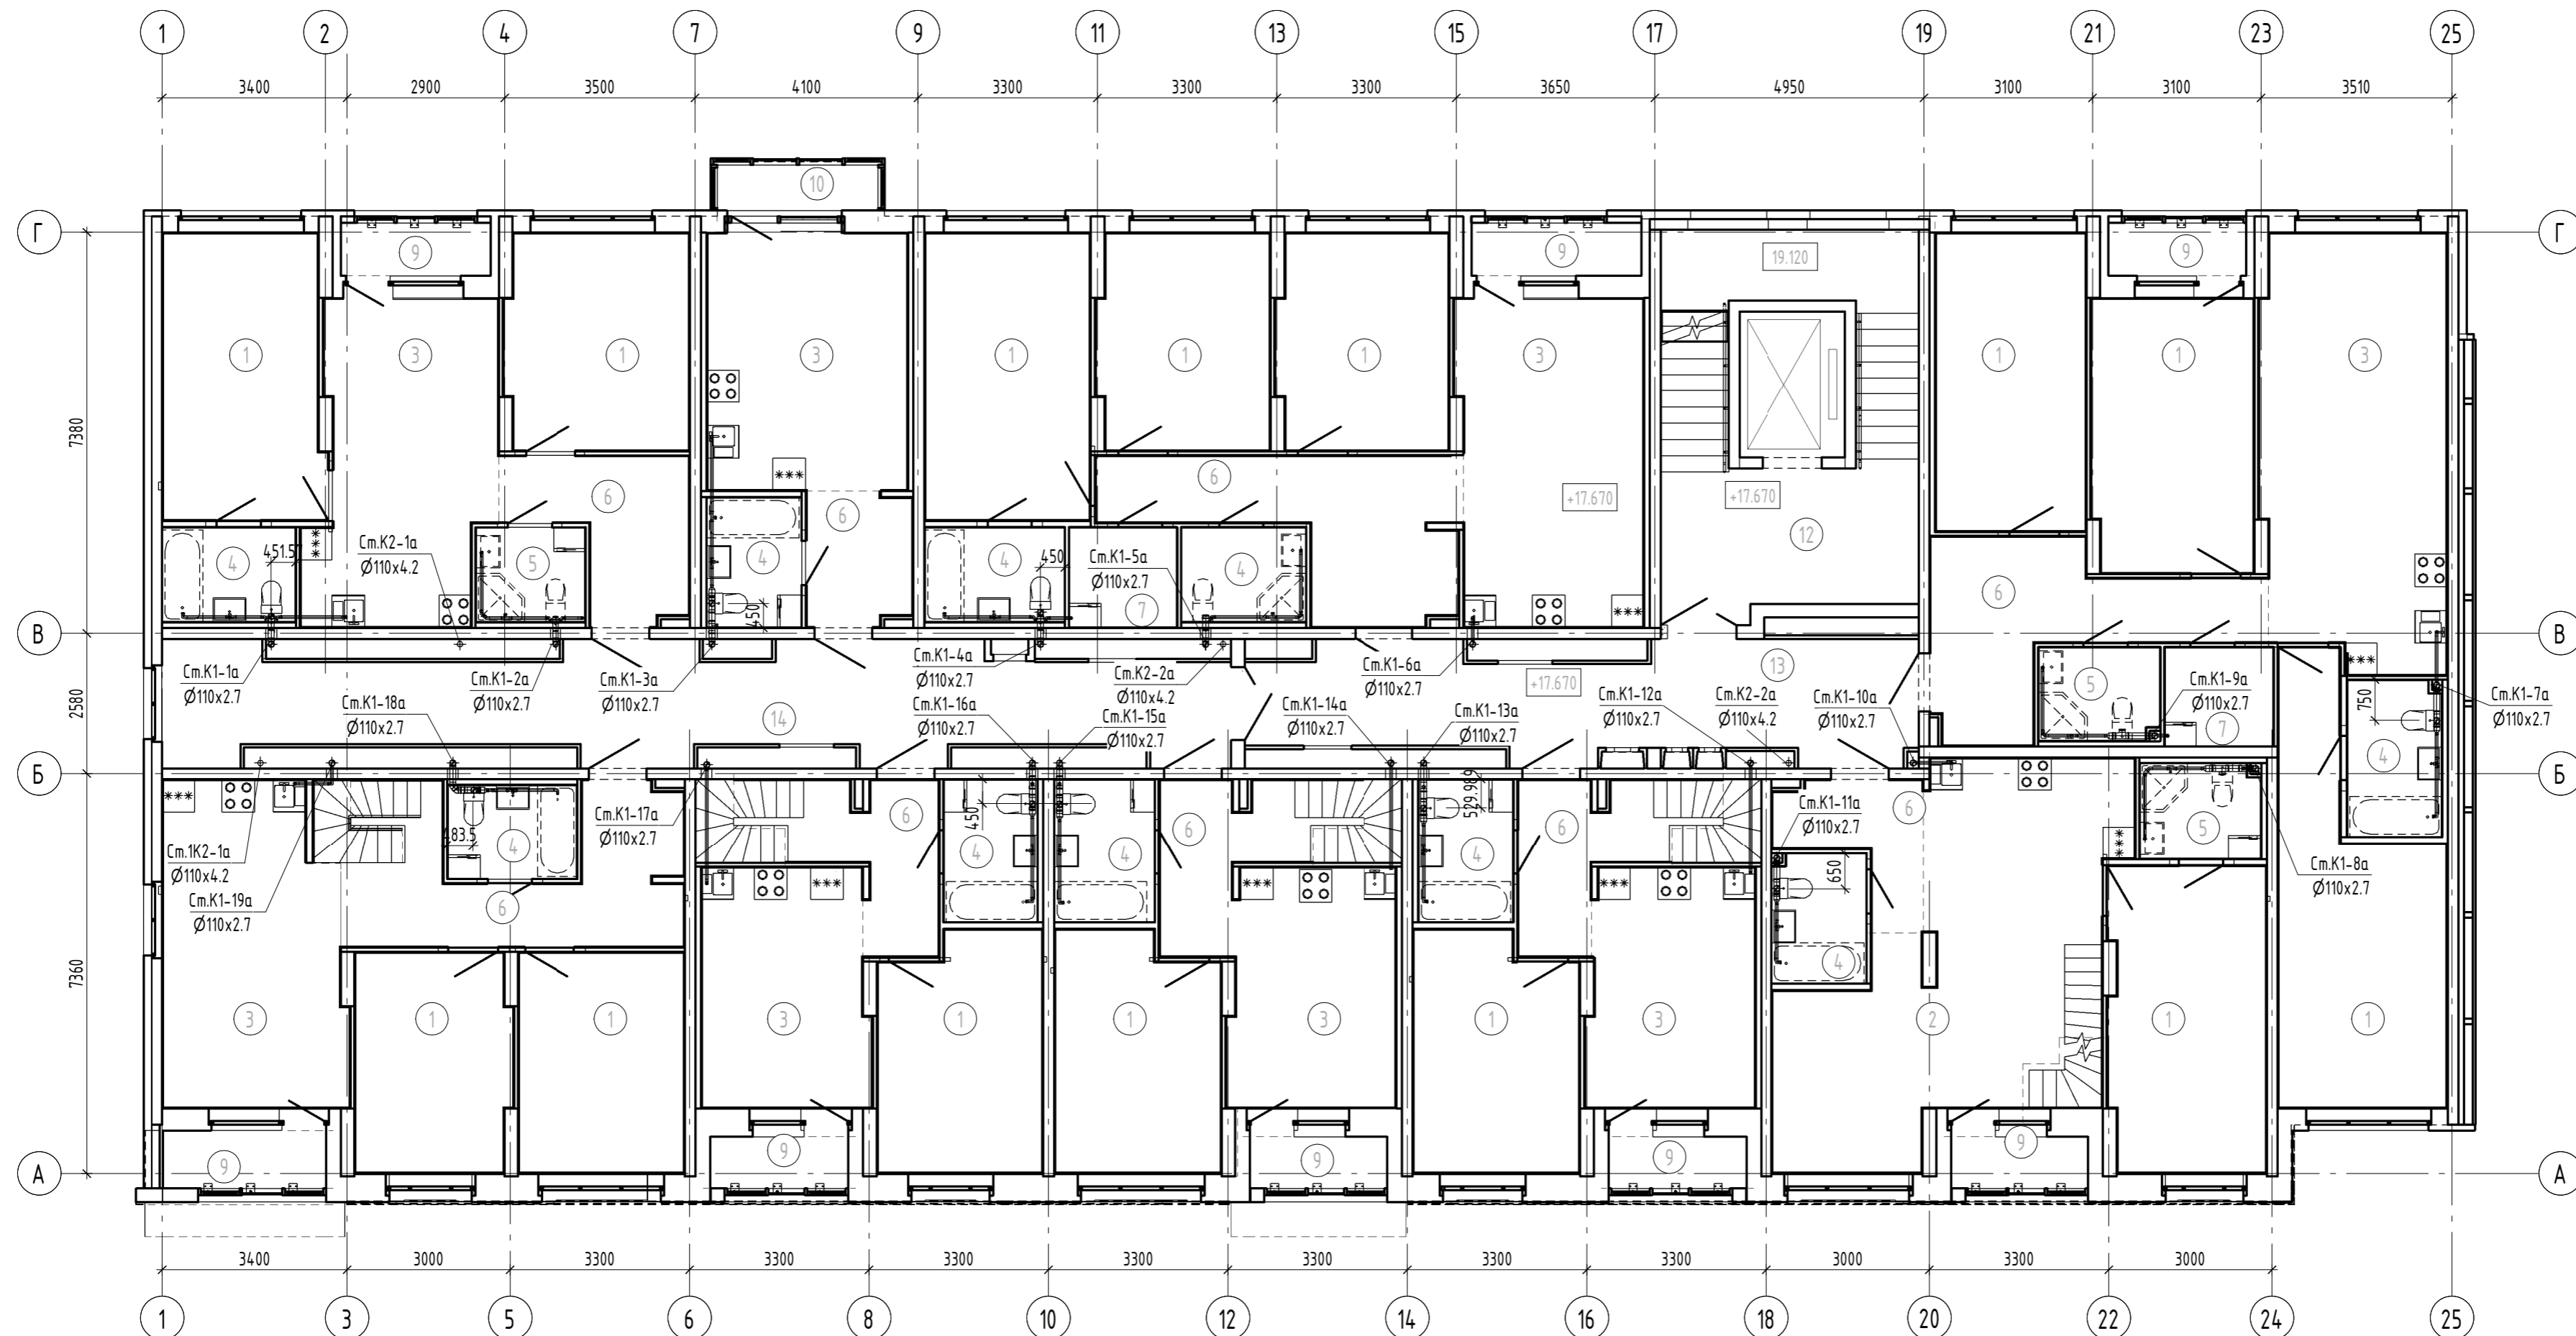 1 2 4 7 9 11 13 15 17 19 21 23 25
3400 2900 3500 4100 3300 3300 3300 3650 4950 3100 3100 3510
10
Г Г
9 9 9
19.120
1 3 1 3 1 1 1 3 1 1 3
7380
6 6 6 +17.670 +17.670
12
Ст.К2-1а
Ø110х4.2
451.5
4 5 4 450 4 450
Ст.К1-5а
Ø110х2.7
7 4 6
В В
Ст.К1-1а
Ø110х2.7
Ст.К1-2а
Ø110х2.7
Ст.К1-3а
Ø110х2.7
Ст.К1-4а
Ø110х2.7
Ст.К2-2а
Ø110х4.2
Ст.К1-6а
Ø110х2.7
+17.670
13
2580
14
Ст.К1-18а
Ø110х2.7
Ст.К1-16а
Ø110х2.7
Ст.К1-15а
Ø110х2.7
Ст.К1-14а
Ø110х2.7
Ст.К1-13а
Ø110х2.7
Ст.К1-12а
Ø110х2.7
Ст.К2-2а
Ø110х4.2
Ст.К1-10а
Ø110х2.7
5
Ст.К1-9а
Ø110х2.7
7
750
4
Ст.К1-7а
Ø110х2.7
Б Б
Ст.1К2-1а
Ø110х4.2
Ст.К1-19а
Ø110х2.7
483.5
4
6
Ст.К1-17а
Ø110х2.7
6 450 4 4 6 529.989 4 6
Ст.К1-11а
Ø110х2.7
650
4
6
5
Ст.К1-8а
Ø110х2.7
7360
3 1 1 3 1 1 3 1 3 2 1 1
9 9 9 9 9
А А
3400 3000 3300 3300 3300 3300 3300 3300 3300 3000 3300 3000
1 3 5 6 8 10 12 14 16 18 20 22 24 25